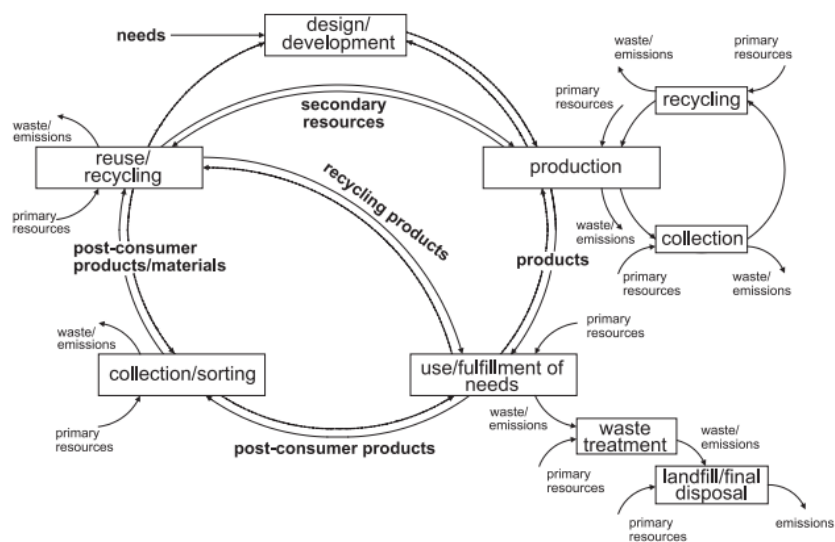 design/
development
needs
waste/
emissions
primary
resources
recycling
primary
resources
secondary
resources
waste/
emissions
reuse/
recycling
production
recycling products
primary
resources
waste/
emissions
collection
post-consumer
products/materials
products
primary
resources
waste/
emissions
primary
resources
waste/
emissions
collection/sorting
use/fulfillment of
needs
primary
resources
waste/
emissions
waste
treatment
waste/
emissions
post-consumer products
primary
resources
landfill/final
disposal
primary
resources
emissions